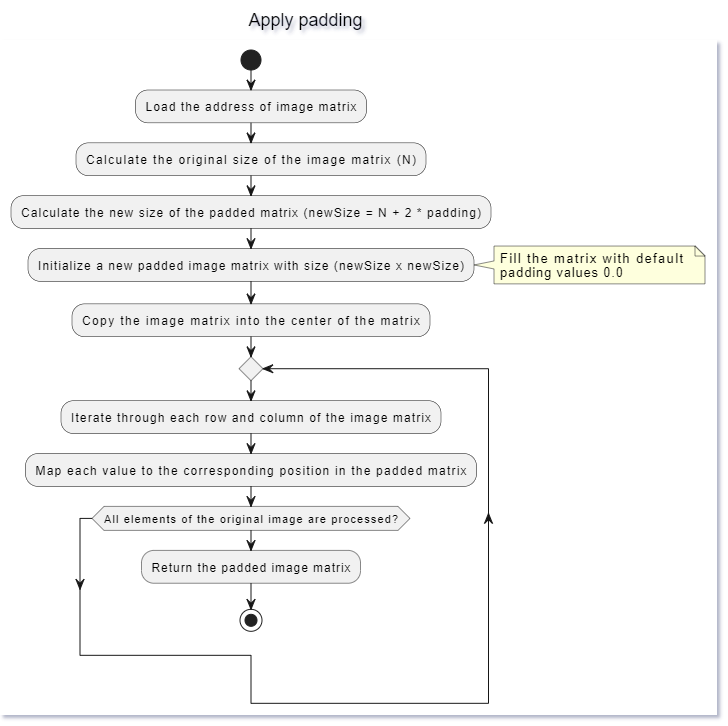 Apply padding
Load the address of image matrix
Calculate the original size of the image matrix (N)
Calculate the new size of the padded matrix (newSize = N + 2 * padding)
Initialize a new padded image matrix with size (newSize x newSize)
Fill the matrix with default
padding values 0.0
Copy the image matrix into the center of the matrix
Iterate through each row and column of the image matrix
Map each value to the corresponding position in the padded matrix
All elements of the original image are processed?
Return the padded image matrix